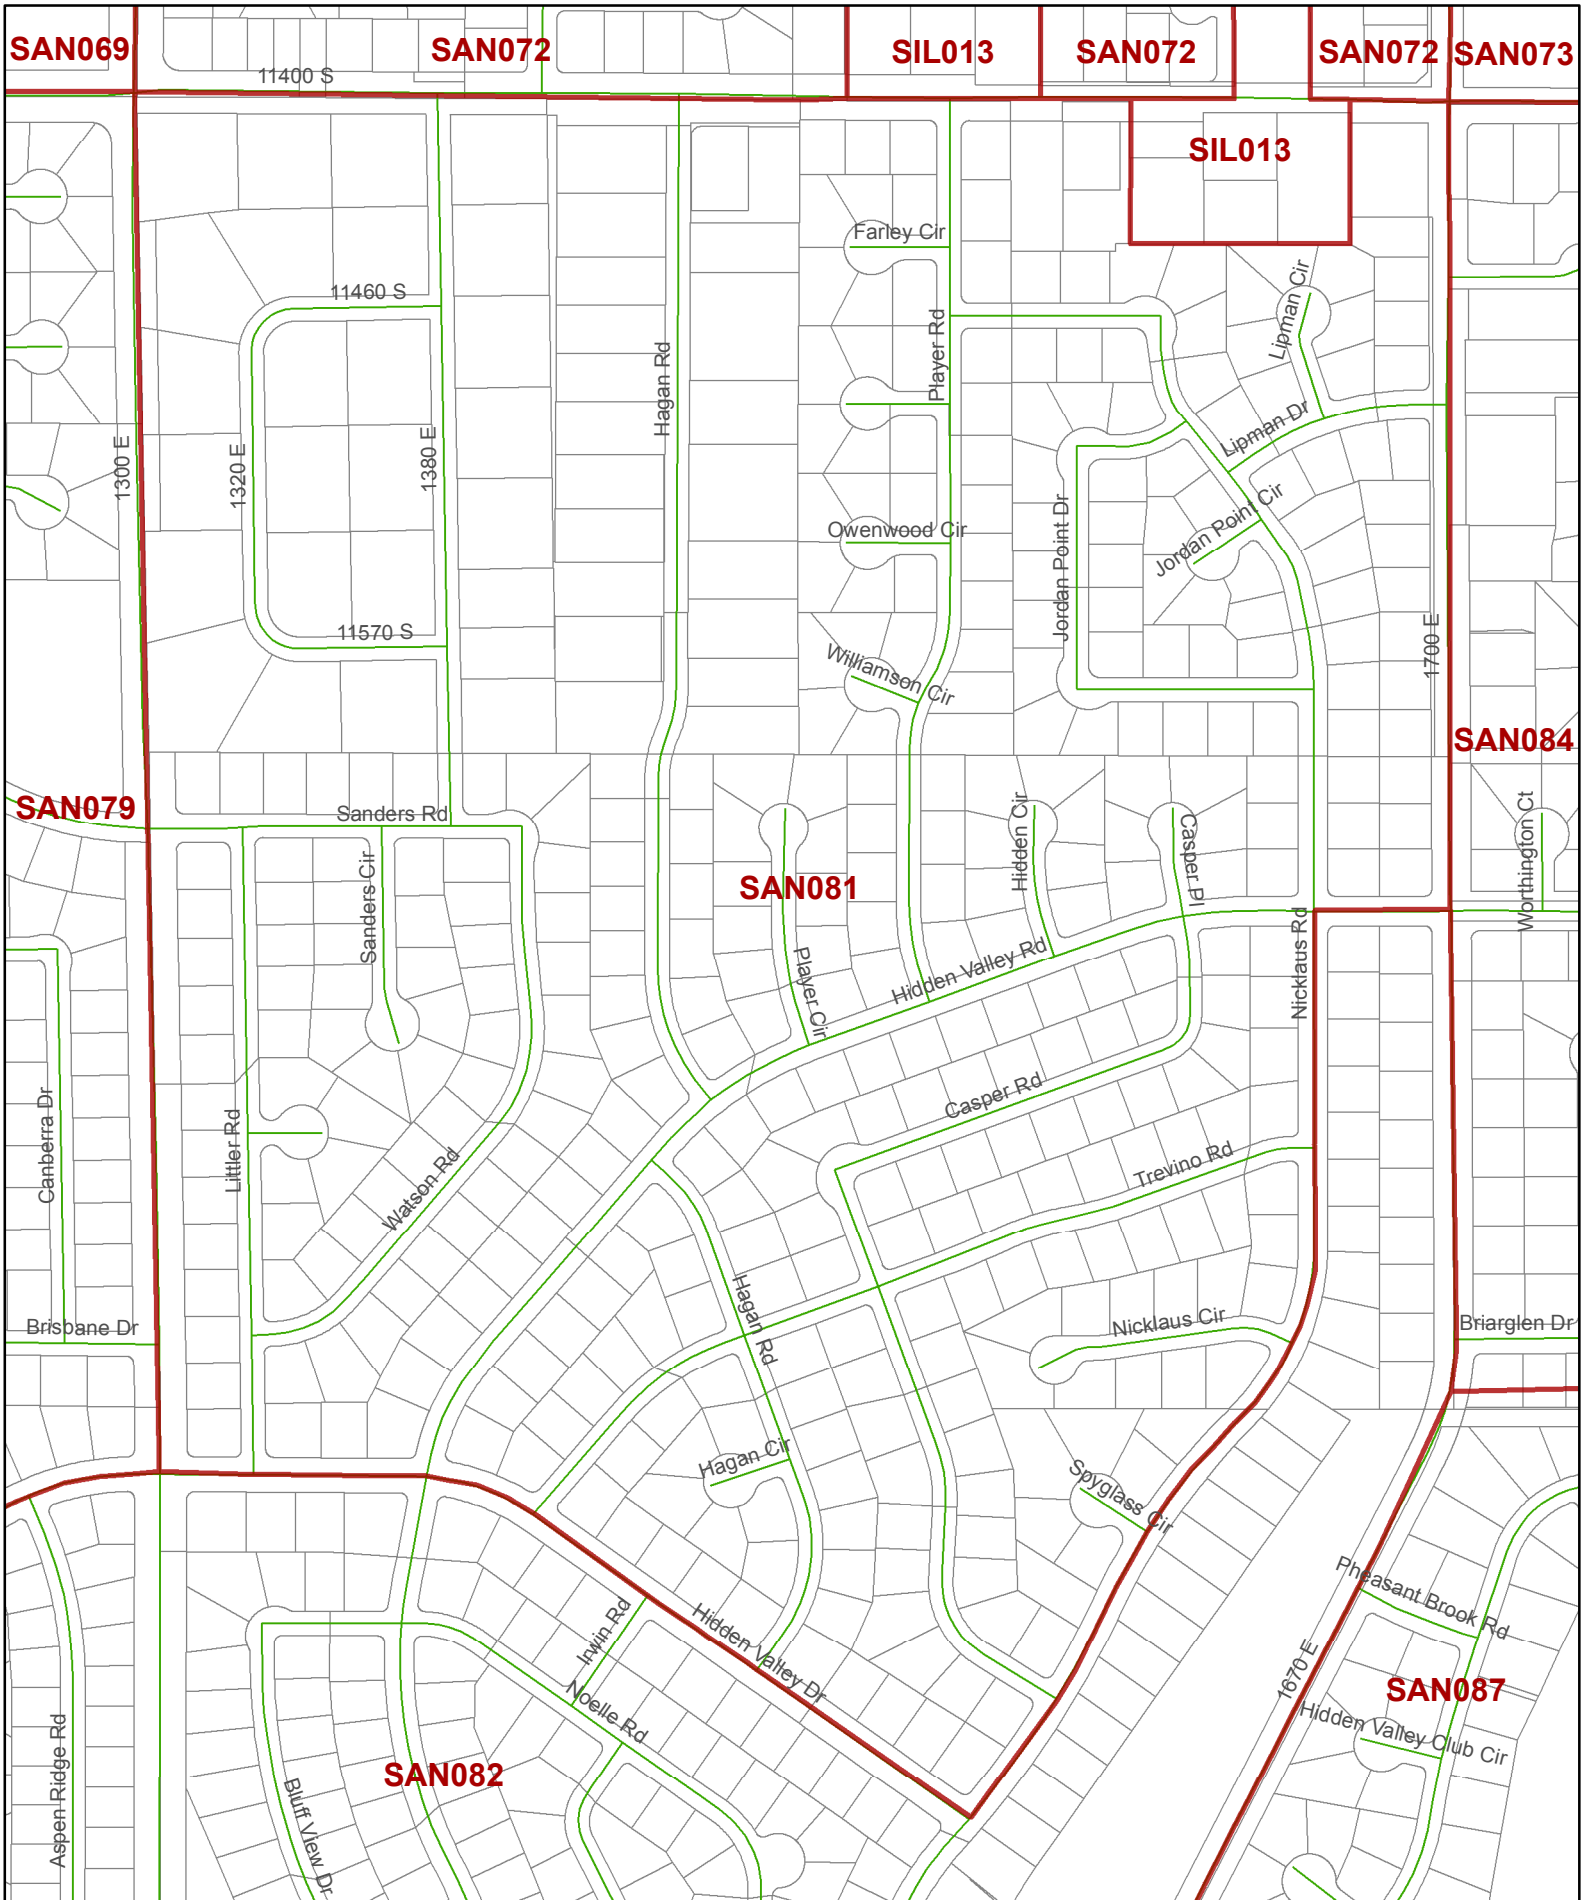 SAN069
SAN072
SIL013
SAN072
SAN072
SAN073
11400 S
SIL013
Farley Cir
Lipman Cir
11460 S
Player Rd
Hagan Rd
Lipman Dr
1300 E
1320 E
1380 E
Jordan Point Cir
Owenwood Cir
Jordan Point Dr
11570 S
1700 E
Williamson Cir
SAN084
SAN079
Sanders Rd
Hidden Cir
Casper Pl
Worthington Ct
Sanders Cir
SAN081
Player Cir
Hidden Valley Rd
Nicklaus Rd
Casper Rd
Canberra Dr
Littler Rd
Watson Rd
Trevino Rd
Hagan Rd
Brisbane Dr
Nicklaus Cir
Briarglen Dr
Hagan Cir
Spyglass Cir
Pheasant Brook Rd
Irwin Rd
Hidden Valley Dr
1670 E
SAN087
Noelle Rd
Hidden Valley Club Cir
Aspen Ridge Rd
SAN082
Bluff View Dr